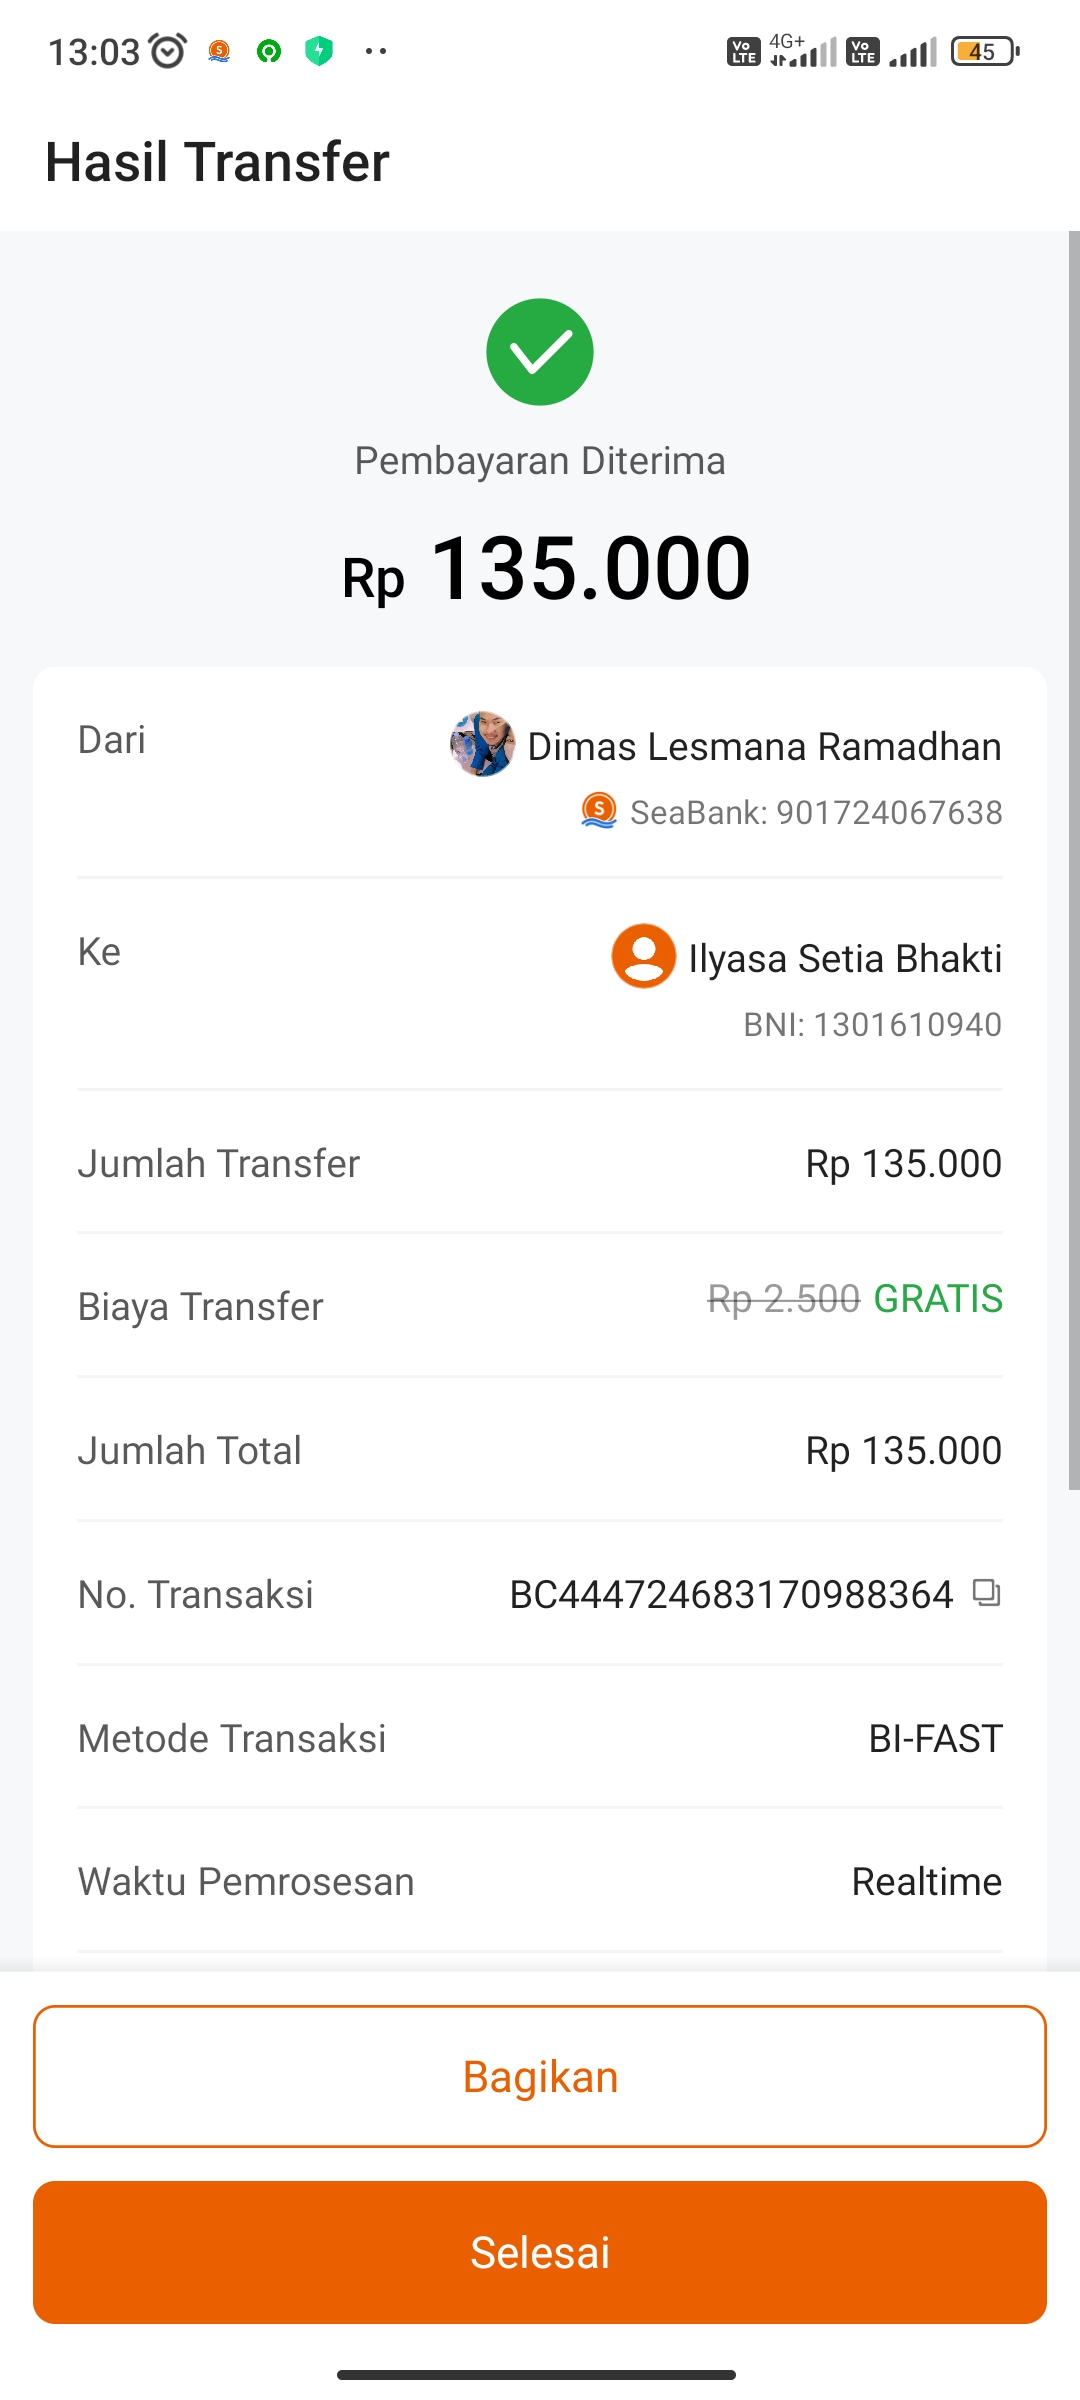 13:03
Vo LTE 4G+ Vo LTE 45
Hasil Transfer
Pembayaran Diterima
Rp 135.000
Dari
Dimas Lesmana Ramadhan
SeaBank: 901724067638
Ke
Ilyasa Setia Bhakti
BNI: 1301610940
Jumlah Transfer Rp 135.000
Biaya Transfer Rp 2.500 GRATIS
Jumlah Total Rp 135.000
No. Transaksi BC444724683170988364
Metode Transaksi BI-FAST
Waktu Pemrosesan Realtime
Bagikan
Selesai